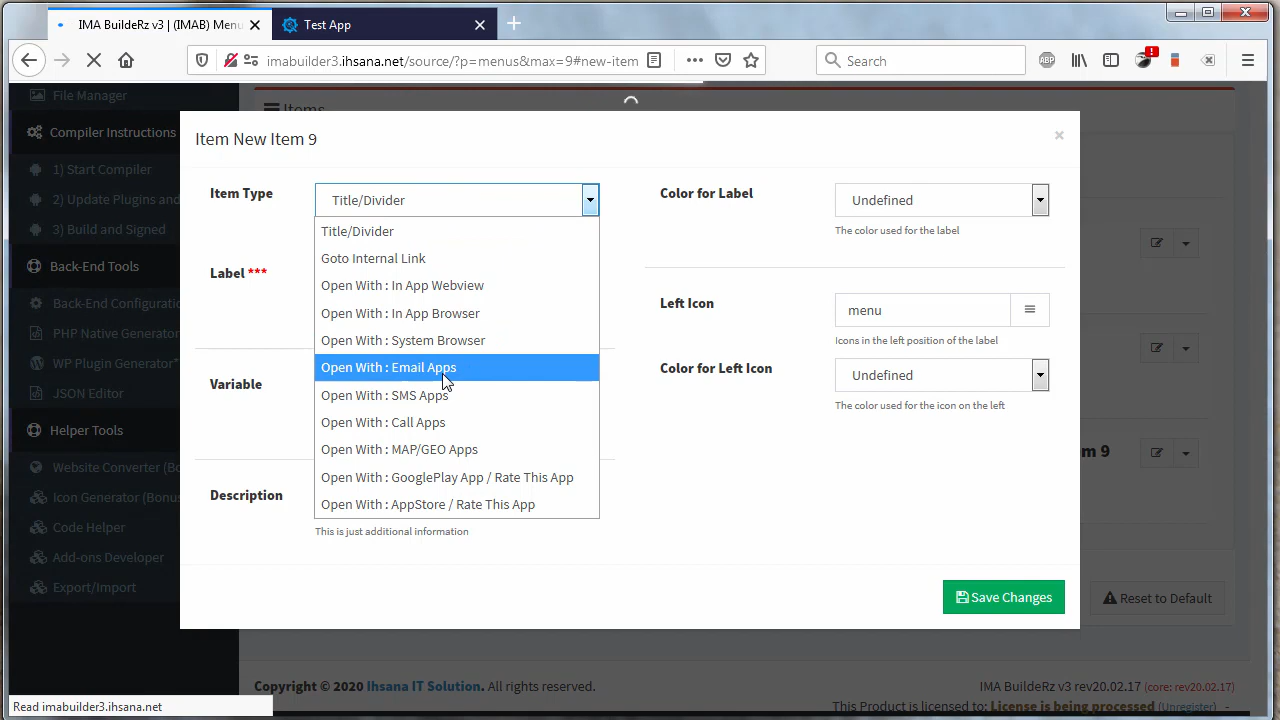 IMA BuildeRz v3 | (IMAB) Menu
Test App
imabuilder3.ihsana.net/source/?p=menus&max=9#new-item
Search
File Manager
Compiler Instructions
1) Start Compiler
2) Update Plugins and
3) Build and Signed
Back-End Tools
Back-End Configuratio
PHP Native Generator
WP Plugin Generator*
JSON Editor
Helper Tools
Website Converter (Bo
Icon Generator (Bonus
Code Helper
Add-ons Developer
Export/Import
Items
Item New Item 9
×
Item Type
Title/Divider
Title/Divider
Goto Internal Link
Open With : In App Webview
Open With : In App Browser
Open With : System Browser
Open With : Email Apps
Open With : SMS Apps
Open With : Call Apps
Open With : MAP/GEO Apps
Open With : GooglePlay App / Rate This App
Open With : AppStore / Rate This App
Label ***
Variable
Description
This is just additional information
Color for Label
Undefined
The color used for the label
Left Icon
menu
Icons in the left position of the label
Color for Left Icon
Undefined
The color used for the icon on the left
Save Changes
m 9
Reset to Default
Copyright © 2020 Ihsana IT Solution. All rights reserved.
IMA BuildeRz v3 rev20.02.17 (core: rev20.02.17)
This Product is licensed to: License is being processed (Unregister) -
Read imabuilder3.ihsana.net
ABP